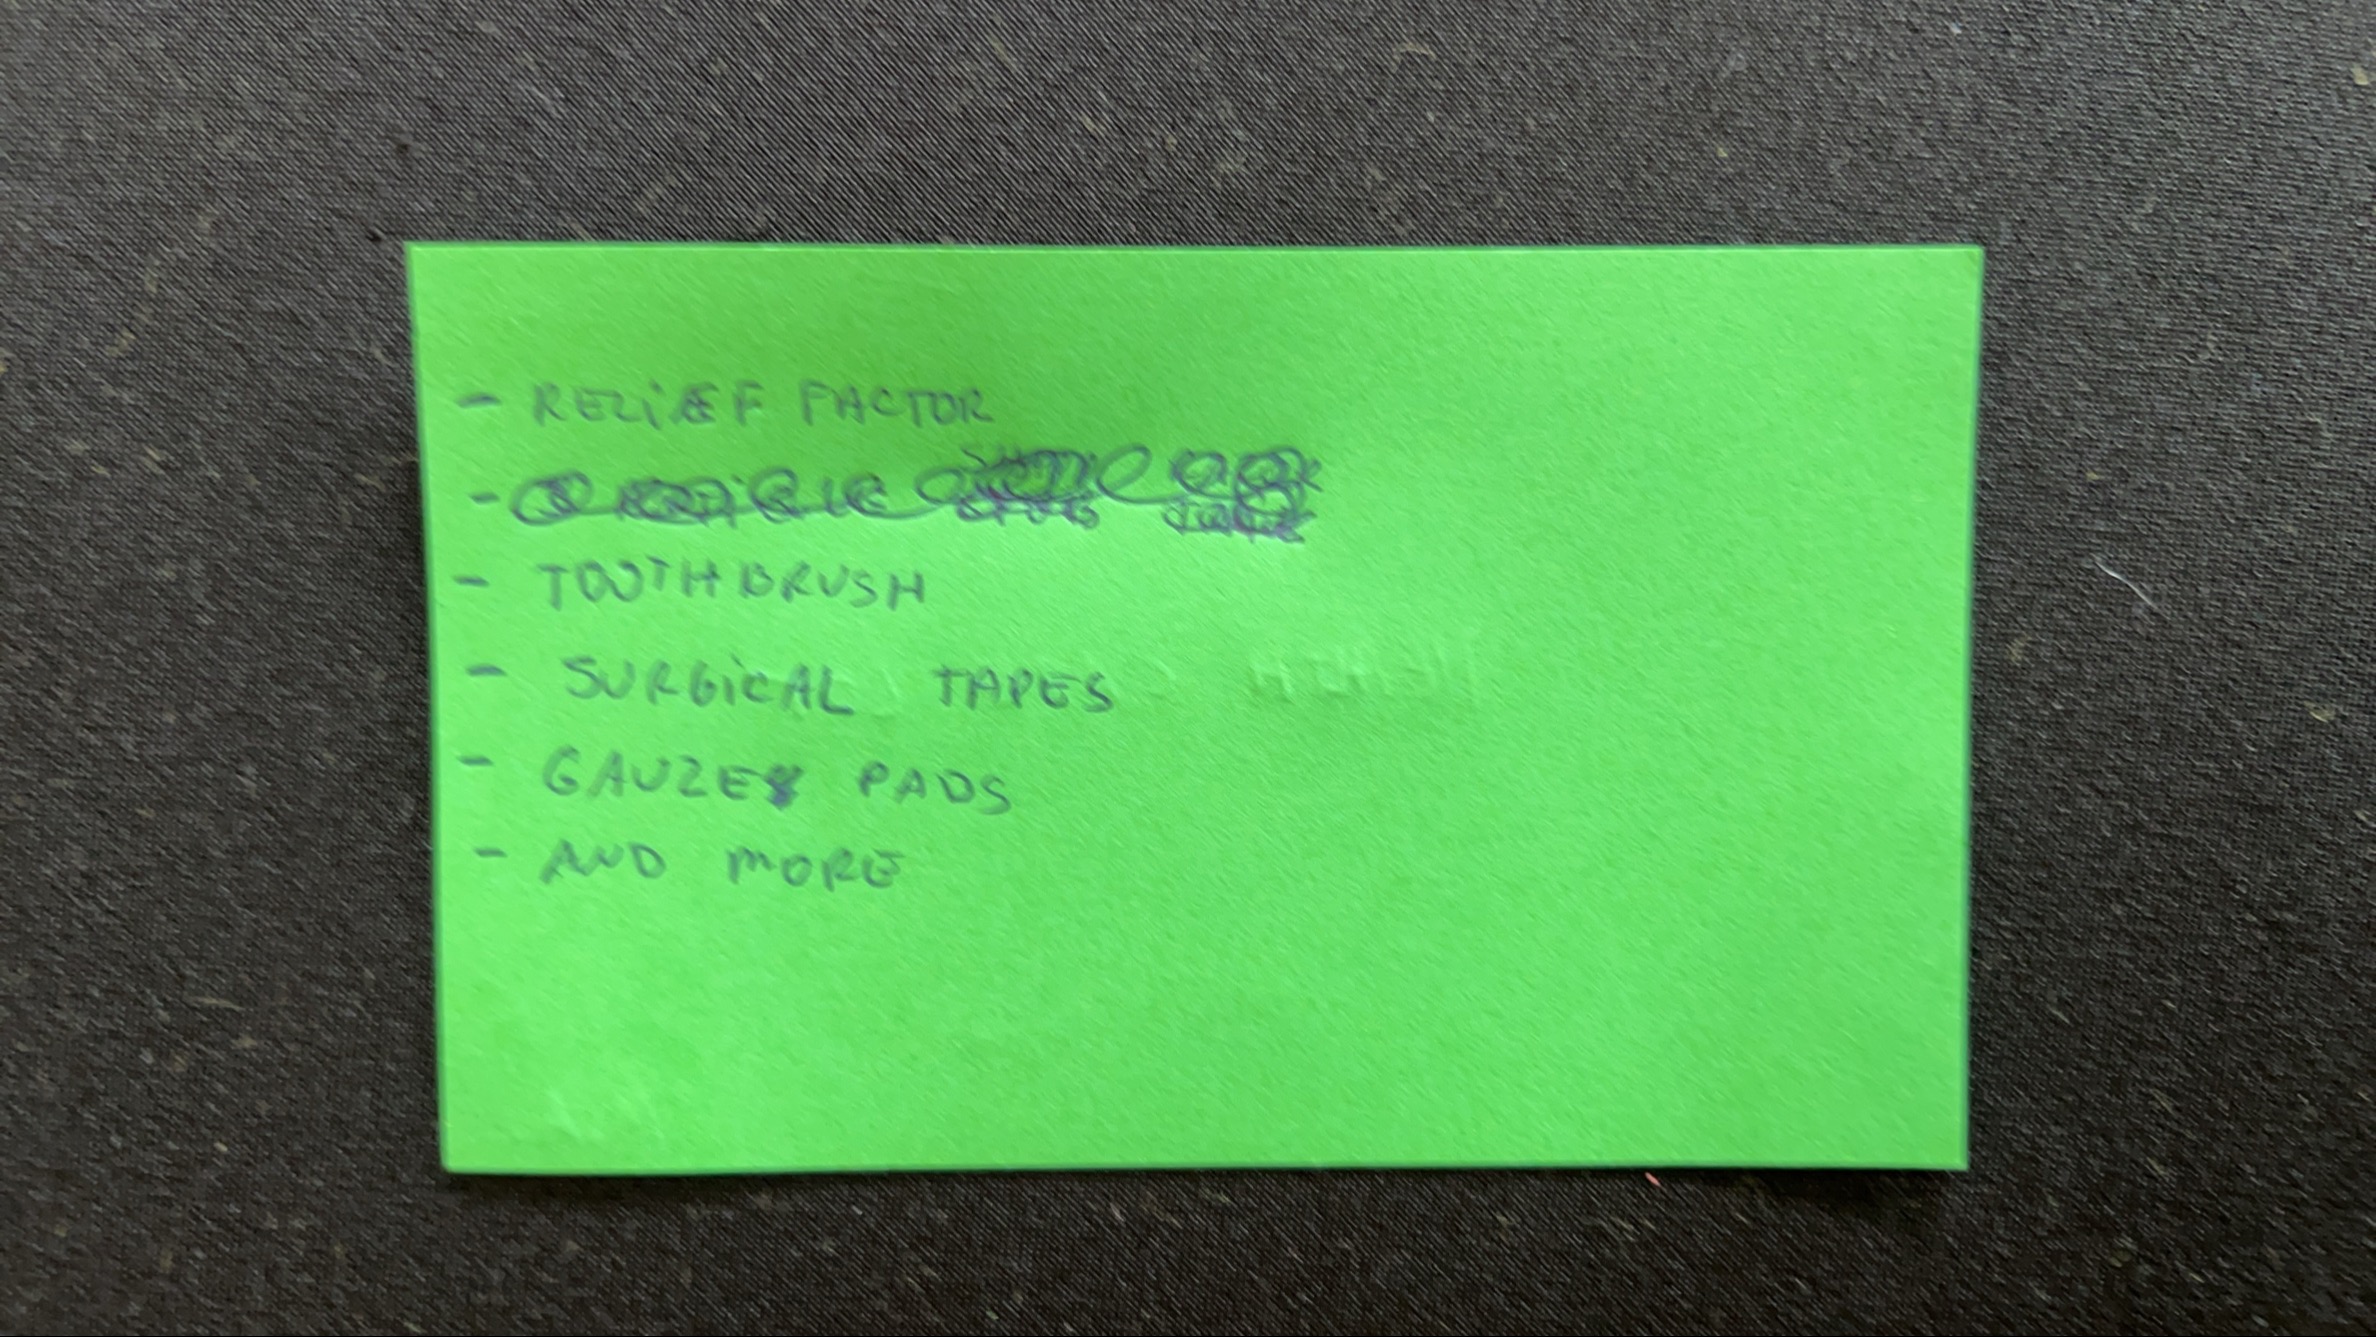 - RELIEF FACTOR
-
- TOOTHBRUSH
- SURGICAL TAPES
- GAUZE PADS
- AND MORE